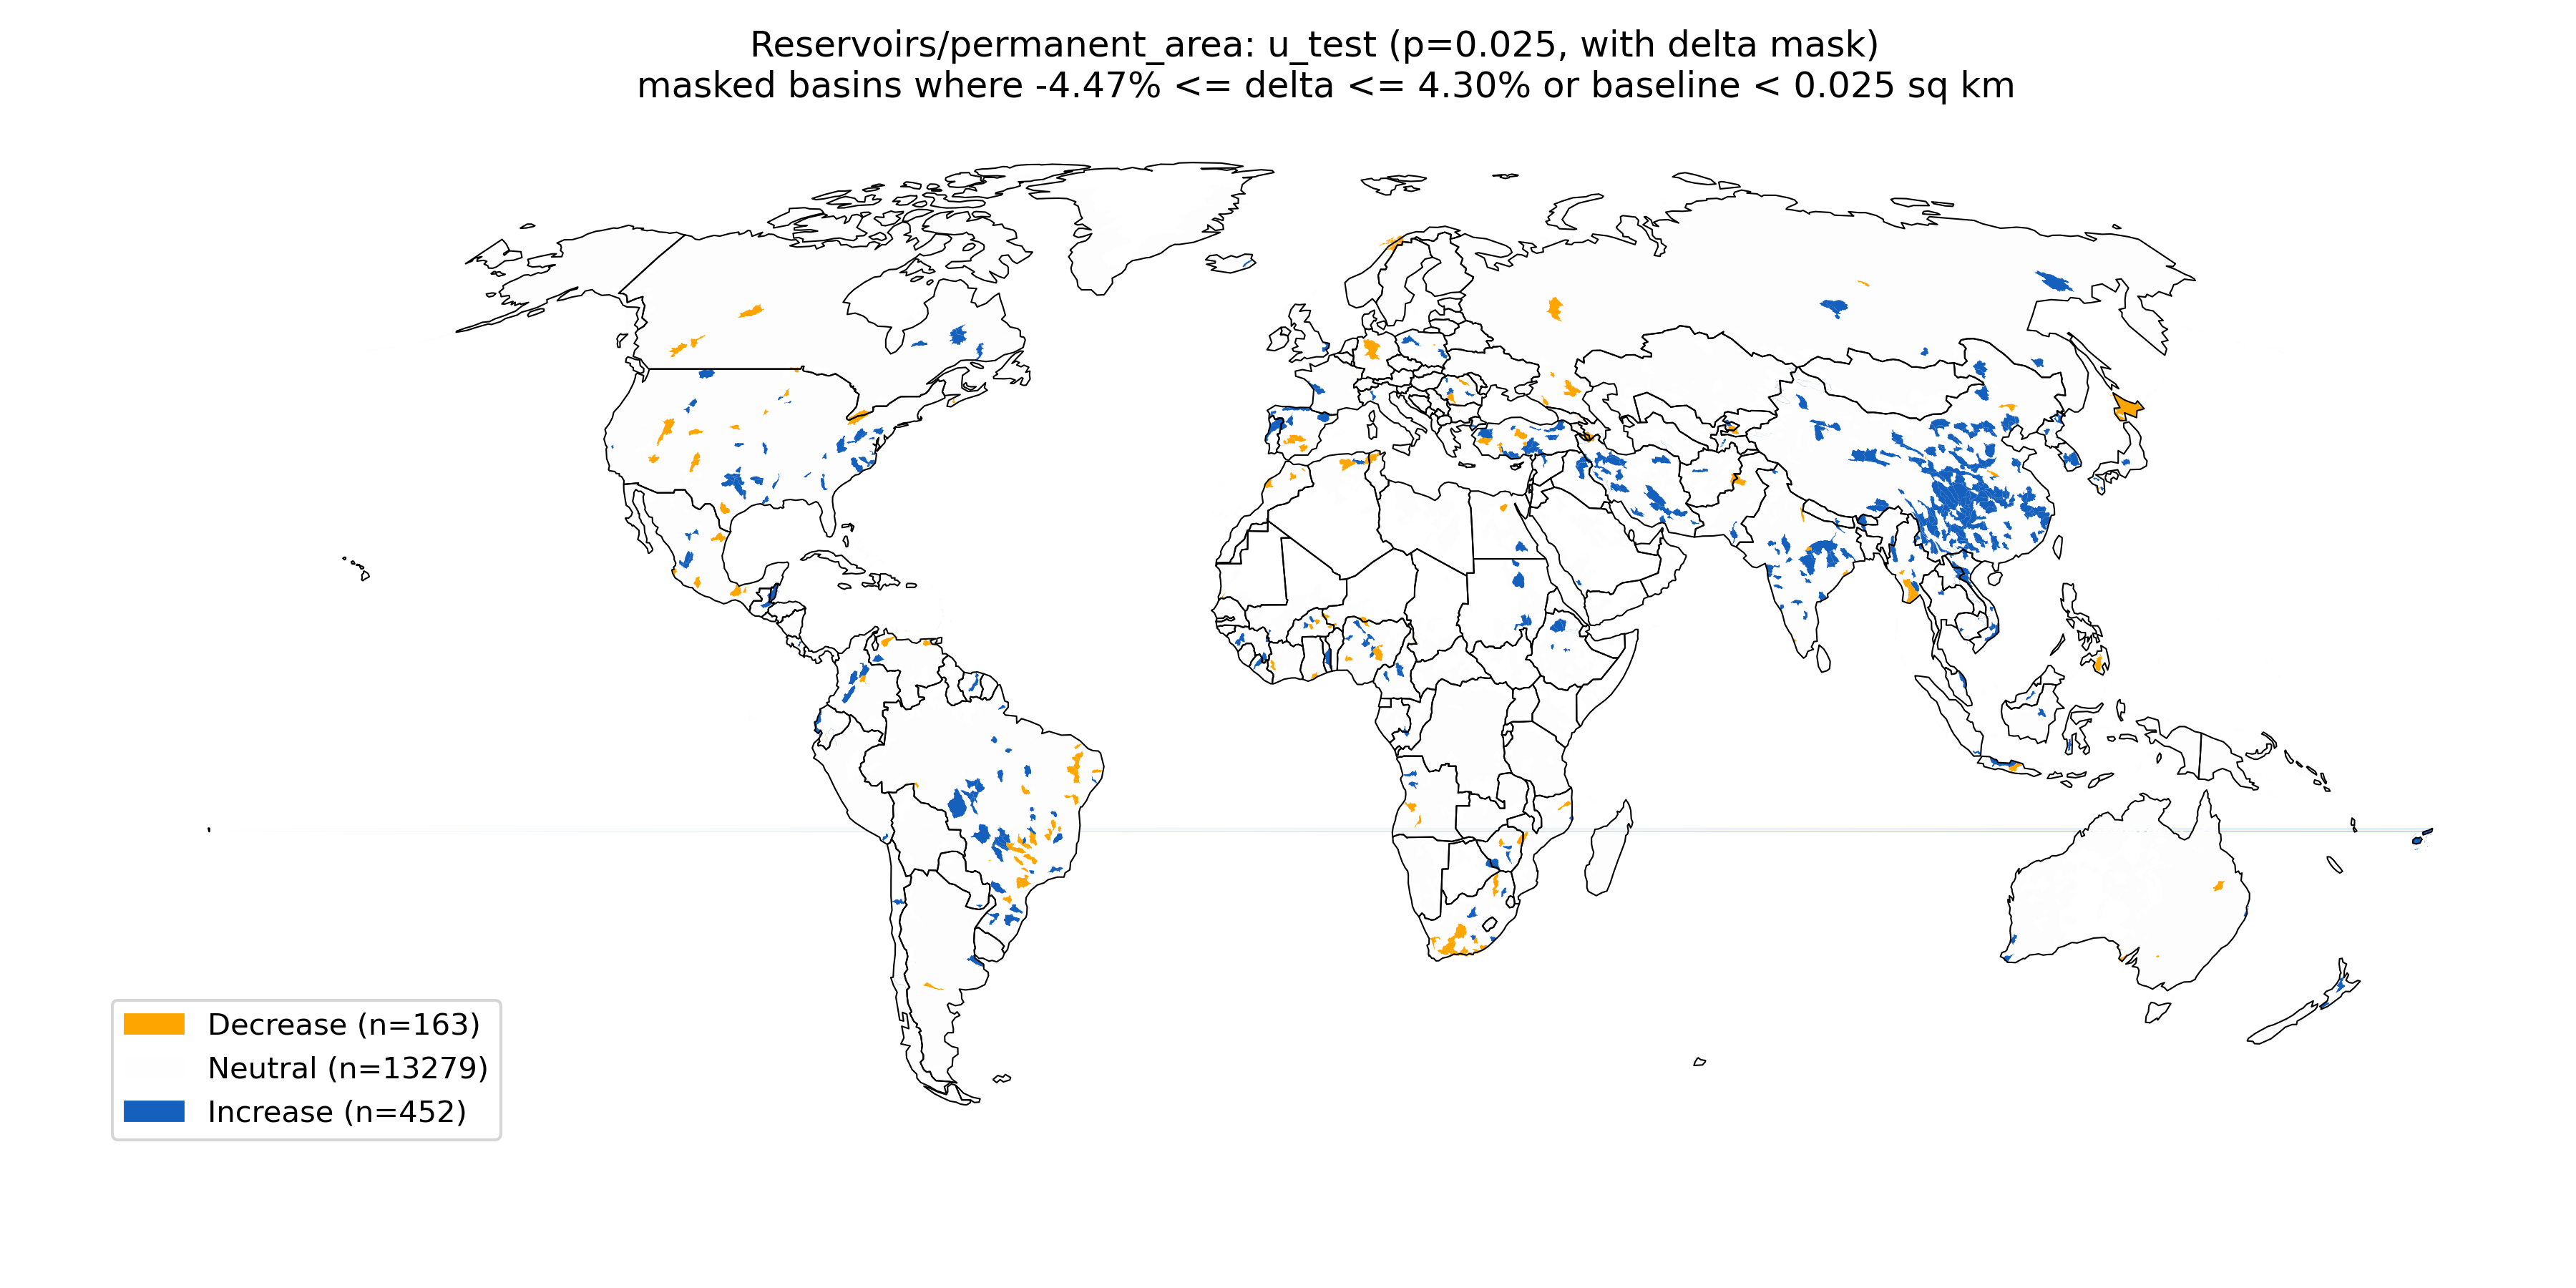 Reservoirs/permanent_area: u_test (p=0.025, with delta mask)
masked basins where -4.47% <= delta <= 4.30% or baseline < 0.025 sq km
Decrease (n=163)
Neutral (n=13279)
Increase (n=452)